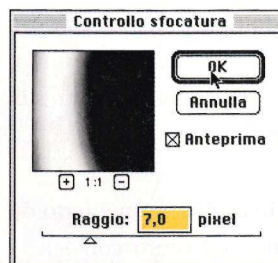 Controllo sfocatura
OK
Annulla
Anteprima
+ 1:1 −
Raggio: 7,0 pixel